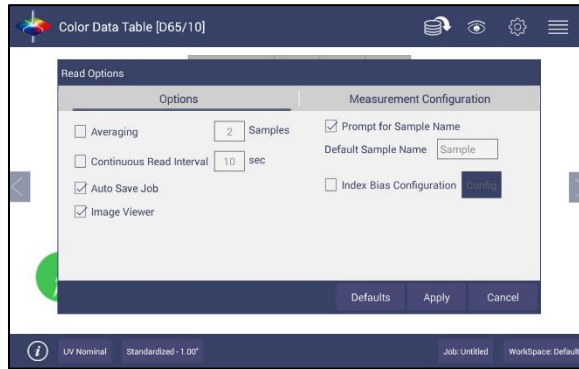 Color Data Table [D65/10]
Read Options
Options
Measurement Configuration
Averaging 2 Samples
Continuous Read Interval 10 sec
Auto Save Job
Image Viewer
Prompt for Sample Name
Default Sample Name Sample
Index Bias Configuration Config
Defaults Apply Cancel
i UV Nominal Standardized - 1.00" Job: Untitled WorkSpace: Default